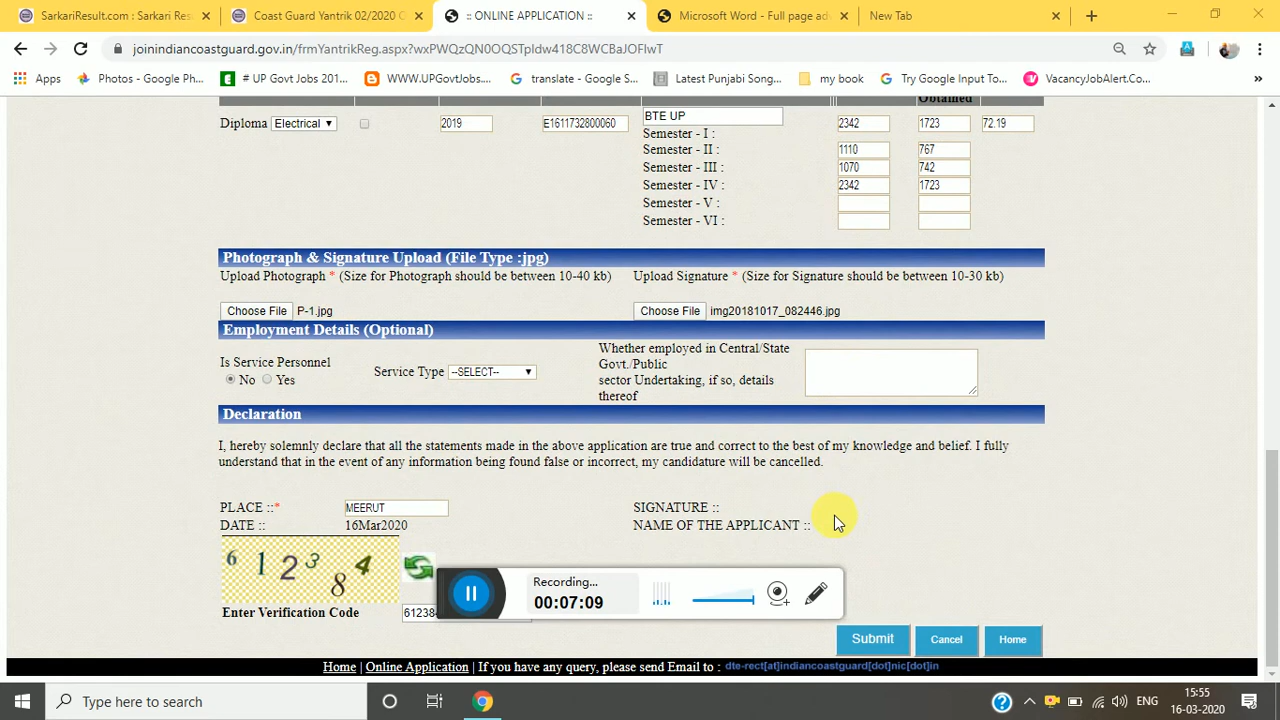 SarkariResult.com : Sarkari Res
Coast Guard Yantrik 02/2020 C
:: ONLINE APPLICATION ::
Microsoft Word - Full page adv
New Tab
joinindiancoastguard.gov.in/frmYantrikReg.aspx?wxPWQzQN0OQSTpIdw418C8WCBaJOFlwT
Apps
Photos - Google Ph...
# UP Govt Jobs 201...
WWW.UPGovtJobs....
translate - Google S...
Latest Punjabi Song...
my book
Try Google Input To...
VacancyJobAlert.Co...
»
Obtained
Diploma Electrical 2019 E1611732800060 BTE UP 2342 1723 72.19
Semester - I :
Semester - II : 1110 767
Semester - III : 1070 742
Semester - IV : 2342 1723
Semester - V :
Semester - VI :
Photograph & Signature Upload (File Type :jpg)
Upload Photograph * (Size for Photograph should be between 10-40 kb) Upload Signature * (Size for Signature should be between 10-30 kb)
Choose File P-1.jpg Choose File img20181017_082446.jpg
Employment Details (Optional)
Is Service Personnel
No Yes
Service Type --SELECT--
Whether employed in Central/State
Govt./Public
sector Undertaking, if so, details
thereof
Declaration
I, hereby solemnly declare that all the statements made in the above application are true and correct to the best of my knowledge and belief. I fully
understand that in the event of any information being found false or incorrect, my candidature will be cancelled.
PLACE ::* MEERUT SIGNATURE ::
DATE :: 16Mar2020 NAME OF THE APPLICANT ::
6 1 2 3 8 4
Recording...
00:07:09
Enter Verification Code 61238
Submit Cancel Home
Home | Online Application | If you have any query, please send Email to : dte-rect[at]indiancoastguard[dot]nic[dot]in
Type here to search
ENG
15:55
16-03-2020